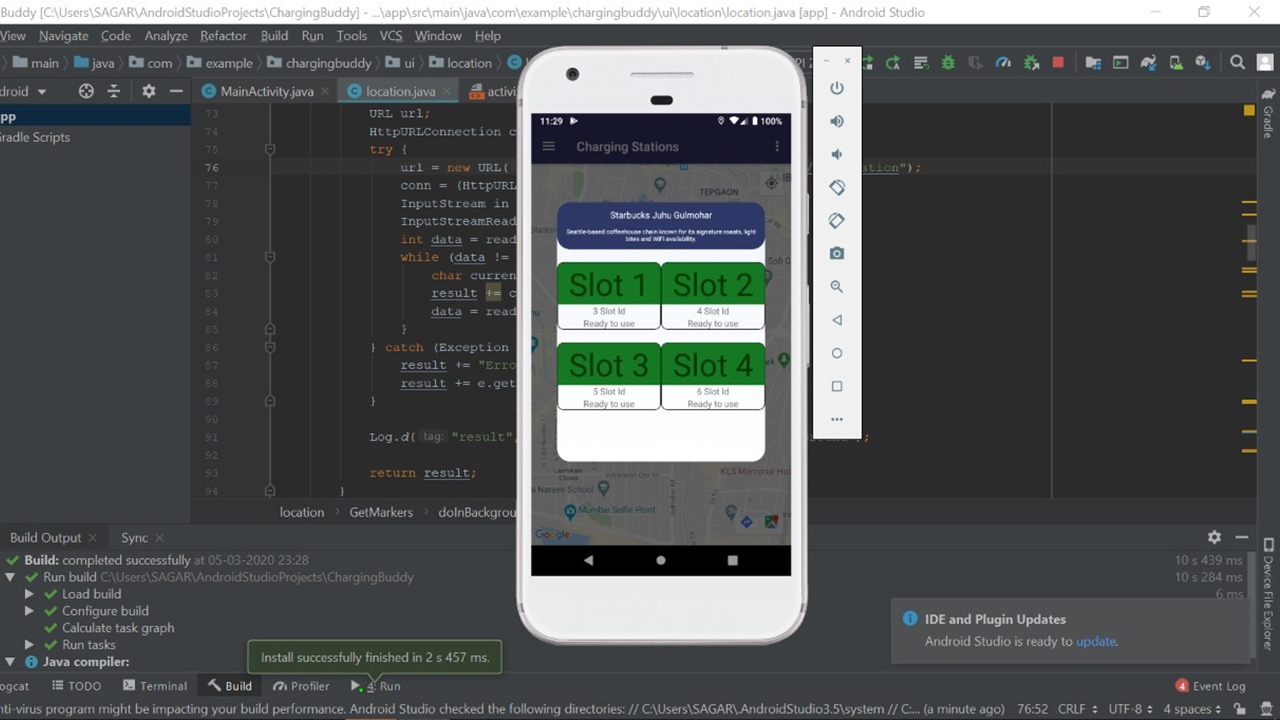 Buddy [C:\Users\SAGAR\AndroidStudioProjects\ChargingBuddy] - ...\app\src\main\java\com\example\chargingbuddy\ui\location\location.java [app] - Android Studio
View Navigate Code Analyze Refactor Build Run Tools VCS Window Help
main java com example chargingbuddy ui location
MainActivity.java location.java
Gradle Scripts
73 URL url;
74 HttpURLConnection
75 try {
76 url = new URL( ");
77 conn = (HttpURL
78 InputStream in
79 InputStreamRead
80 int data = read
81 while (data !=
82 char curren
83 result +=
84 data = read
85 }
86 } catch (Exception
87 result += "Erro
88 result += e.get
89 }
90
91 Log.d( tag: "result",
92
93 return result;
94 }
location GetMarkers doInBackgrou
11:29 100%
Charging Stations
TEPGAON
Starbucks Juhu Gulmohar
Seattle-based coffeehouse chain known for its signature roasts, light
bites and WiFi availability.
Slot 1 Slot 2
3 Slot Id 4 Slot Id
Ready to use Ready to use
Slot 3 Slot 4
5 Slot Id 6 Slot Id
Ready to use Ready to use
KLS Memorial
Narsee School
Mumbai Selfie Point
Google
Gradle
Device File Explorer
Build Output Sync
Build: completed successfully at 05-03-2020 23:28 10 s 439 ms
Run build C:\Users\SAGAR\AndroidStudioProjects\ChargingBuddy 10 s 284 ms
Load build 6 ms
Configure build
Calculate task graph
Run tasks
Java compiler:
IDE and Plugin Updates
Android Studio is ready to update.
Install successfully finished in 2 s 457 ms.
ogcat TODO Terminal Build Profiler 4: Run 4 Event Log
nti-virus program might be impacting your build performance. Android Studio checked the following directories: // C:\Users\SAGAR\.AndroidStudio3.5\system // C:... (a minute ago) 76:52 CRLF UTF-8 4 spaces